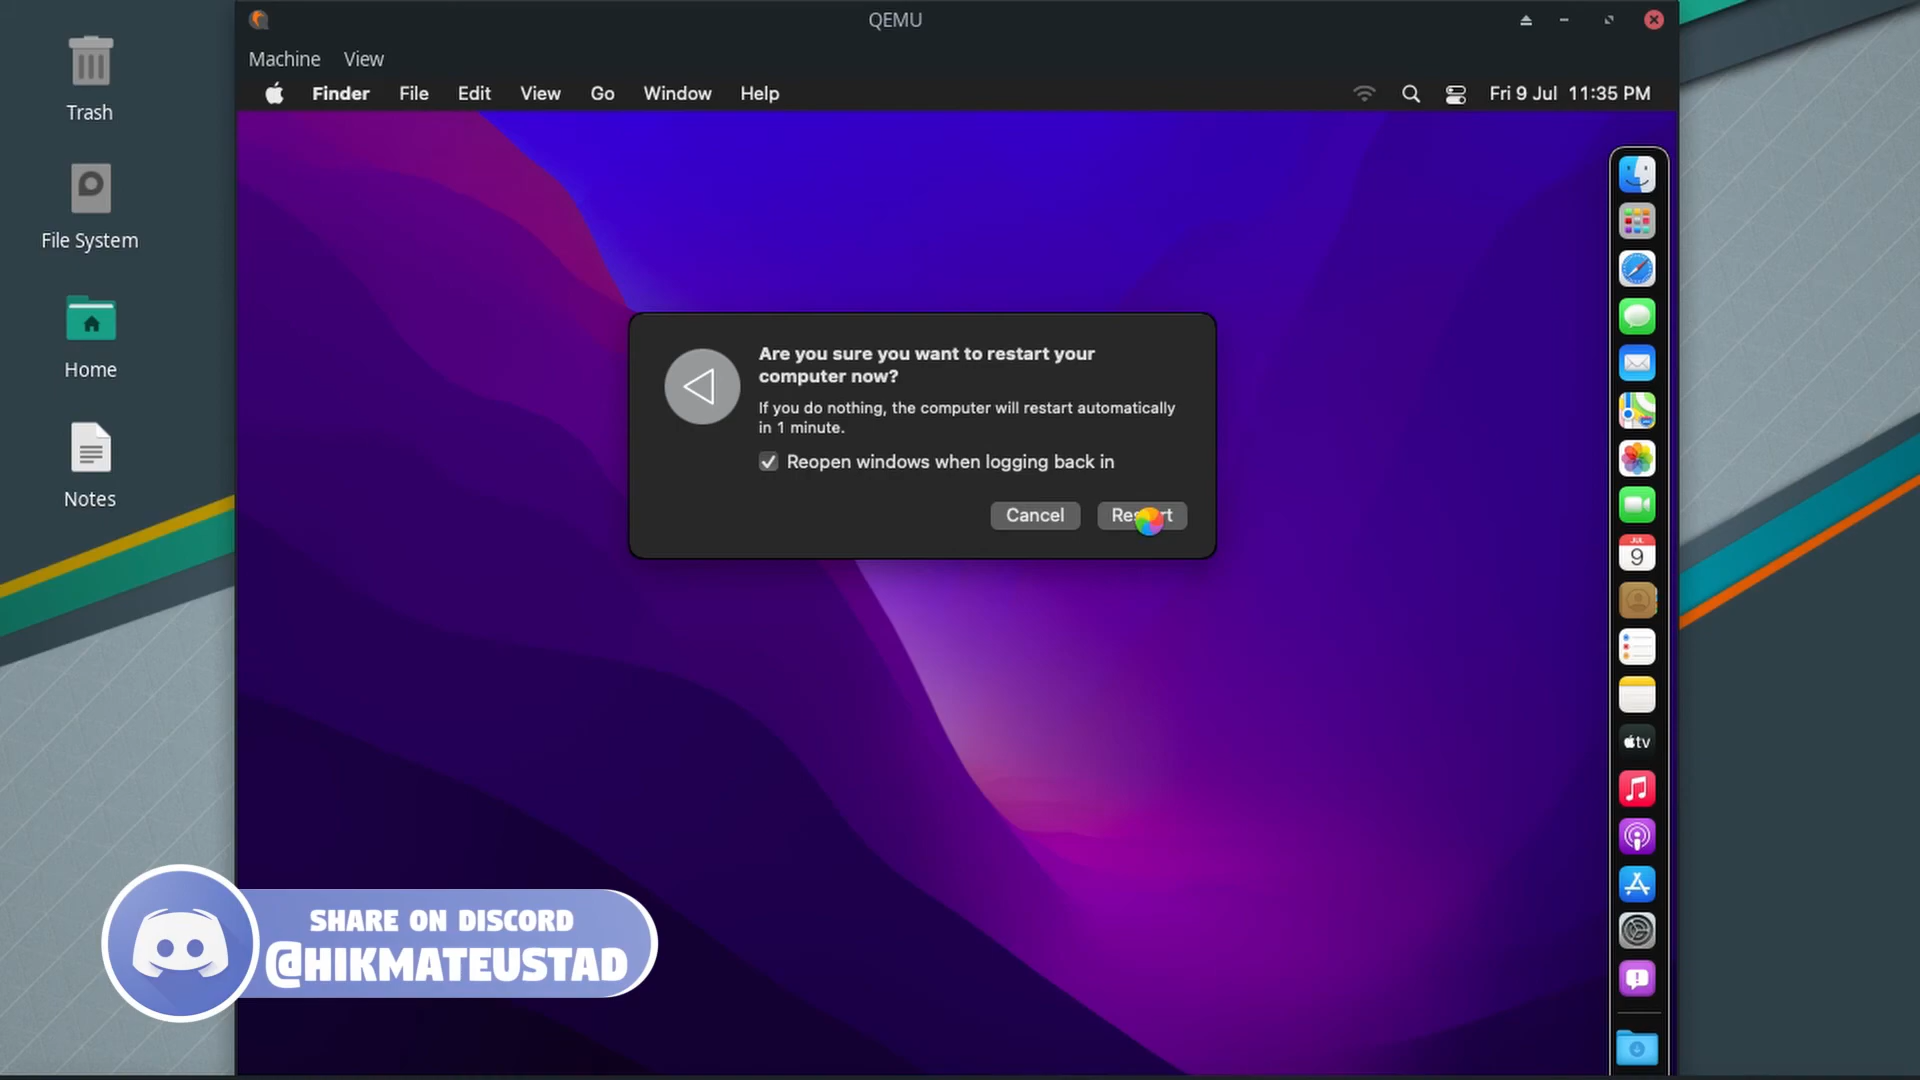 QEMU
Machine View
Finder File Edit View Go Window Help
Fri 9 Jul 11:35 PM
Trash
File System
Home
Notes
Are you sure you want to restart your
computer now?
If you do nothing, the computer will restart automatically
in 1 minute.
Reopen windows when logging back in
Cancel
Restart
JUL
9
tv
SHARE ON DISCORD
@HIKMATEUSTAD